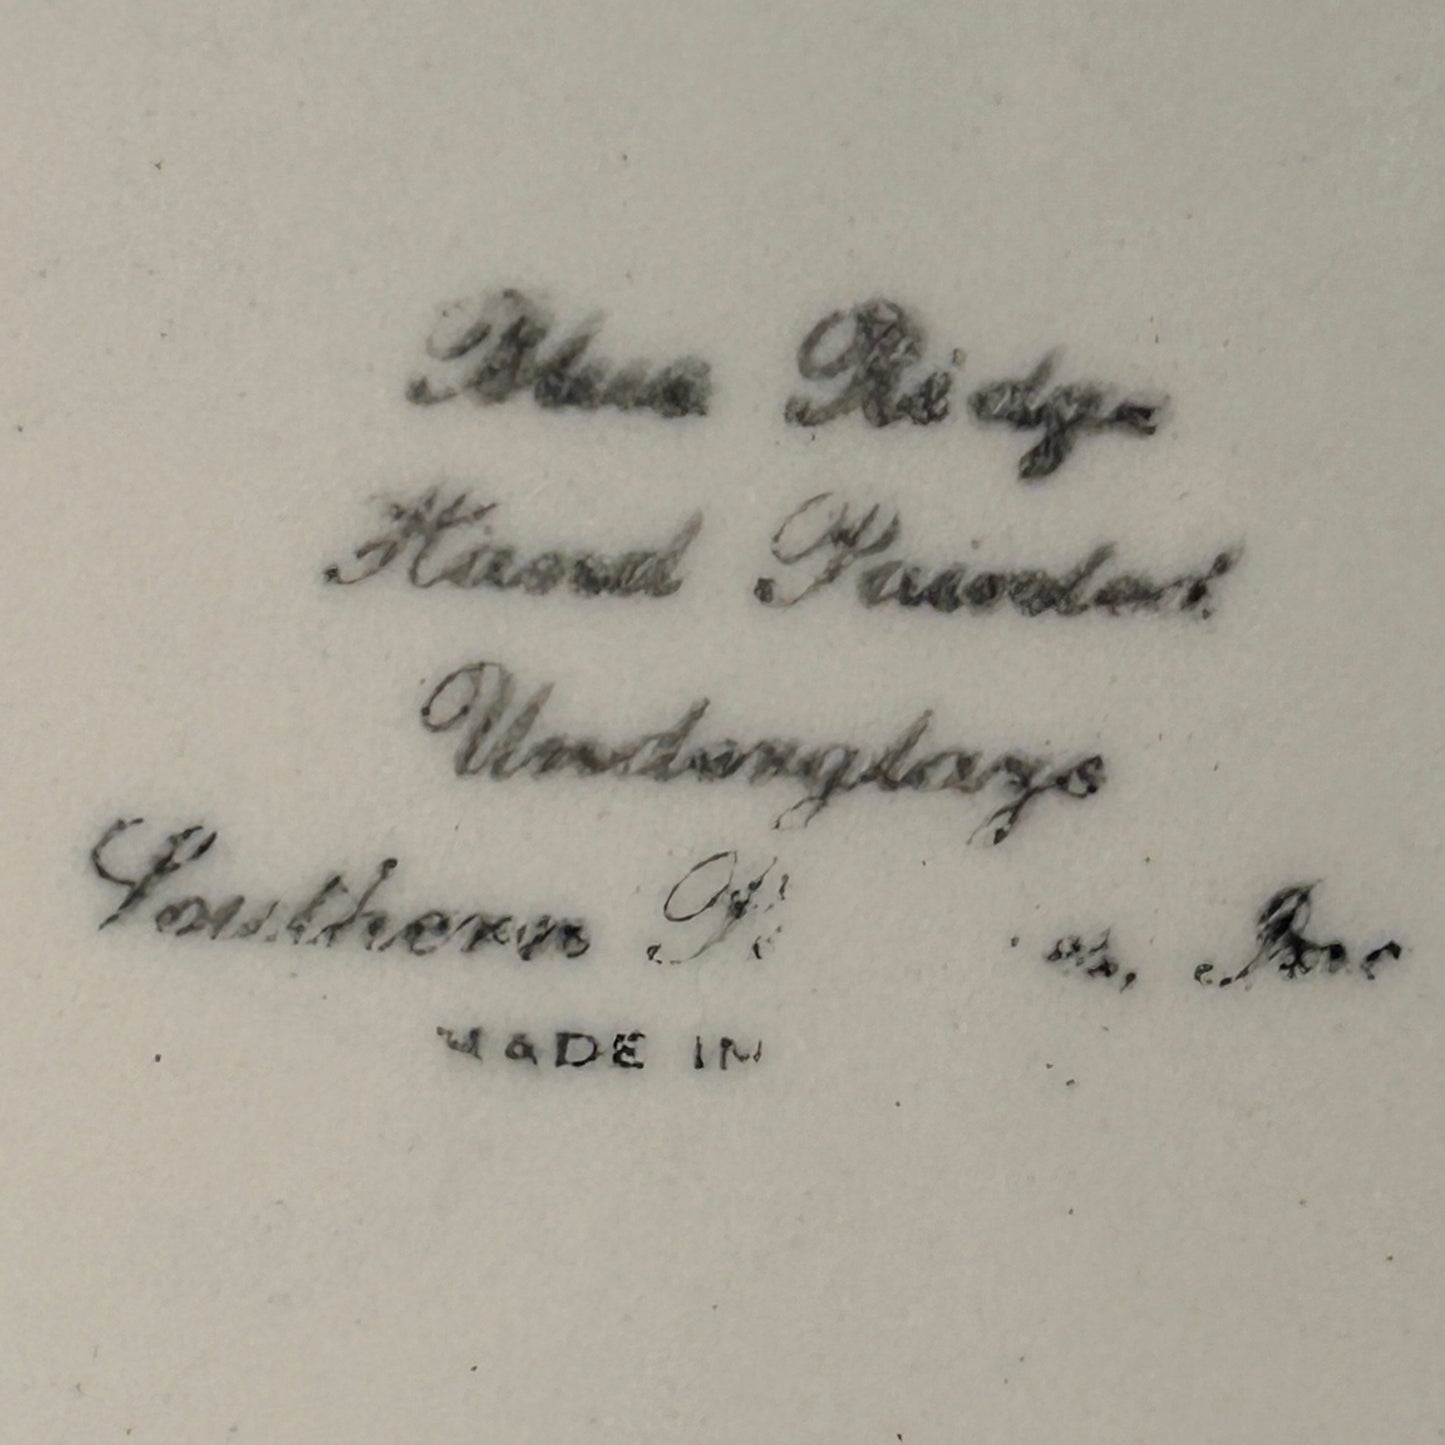 Blue Ridge
Hand Painted
Underglaze
Southern Inc
MADE IN